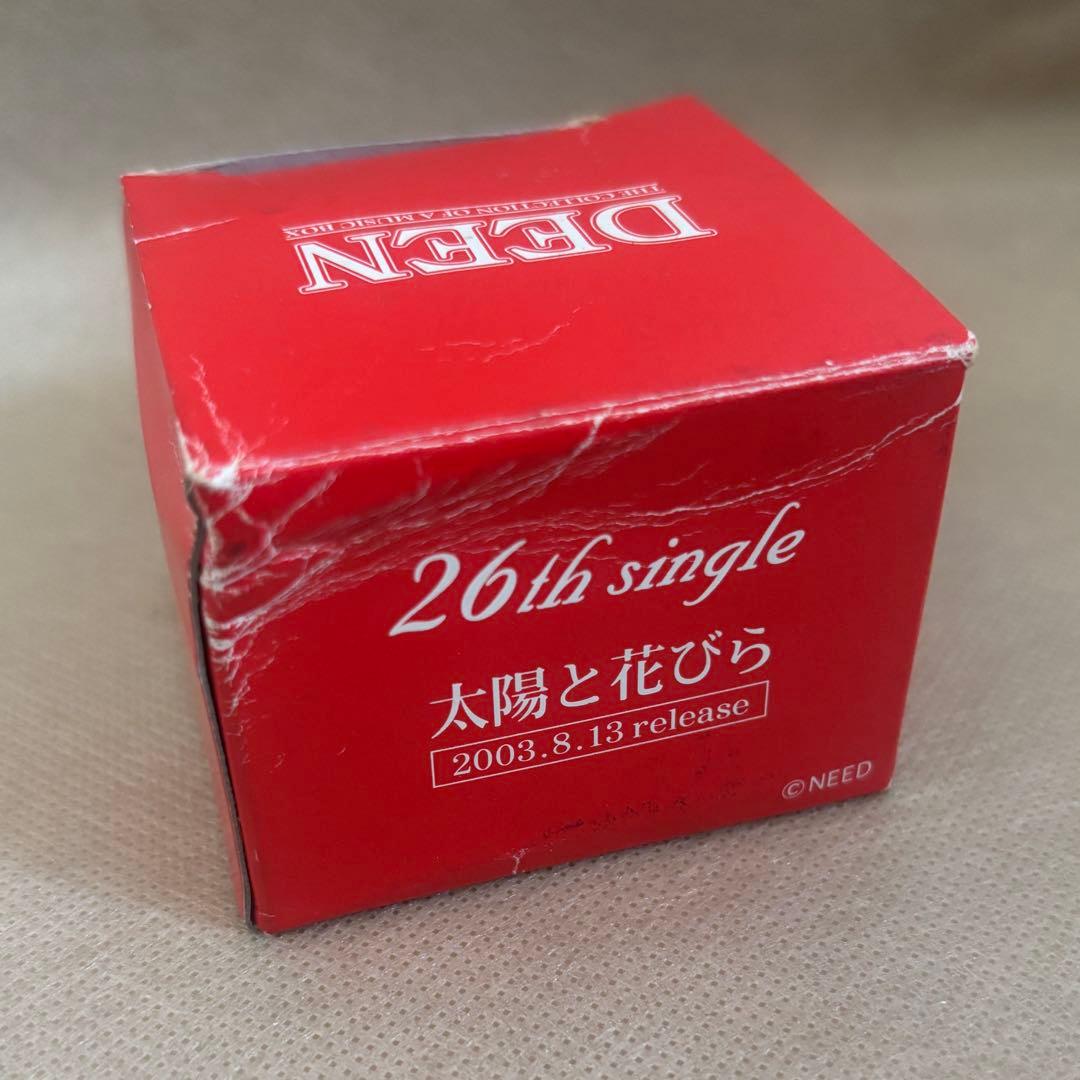 DEEN
THE COLLECTION OF A MUSIC BOX
26th single
太陽と花びら
2003.8.13 release
©NEED